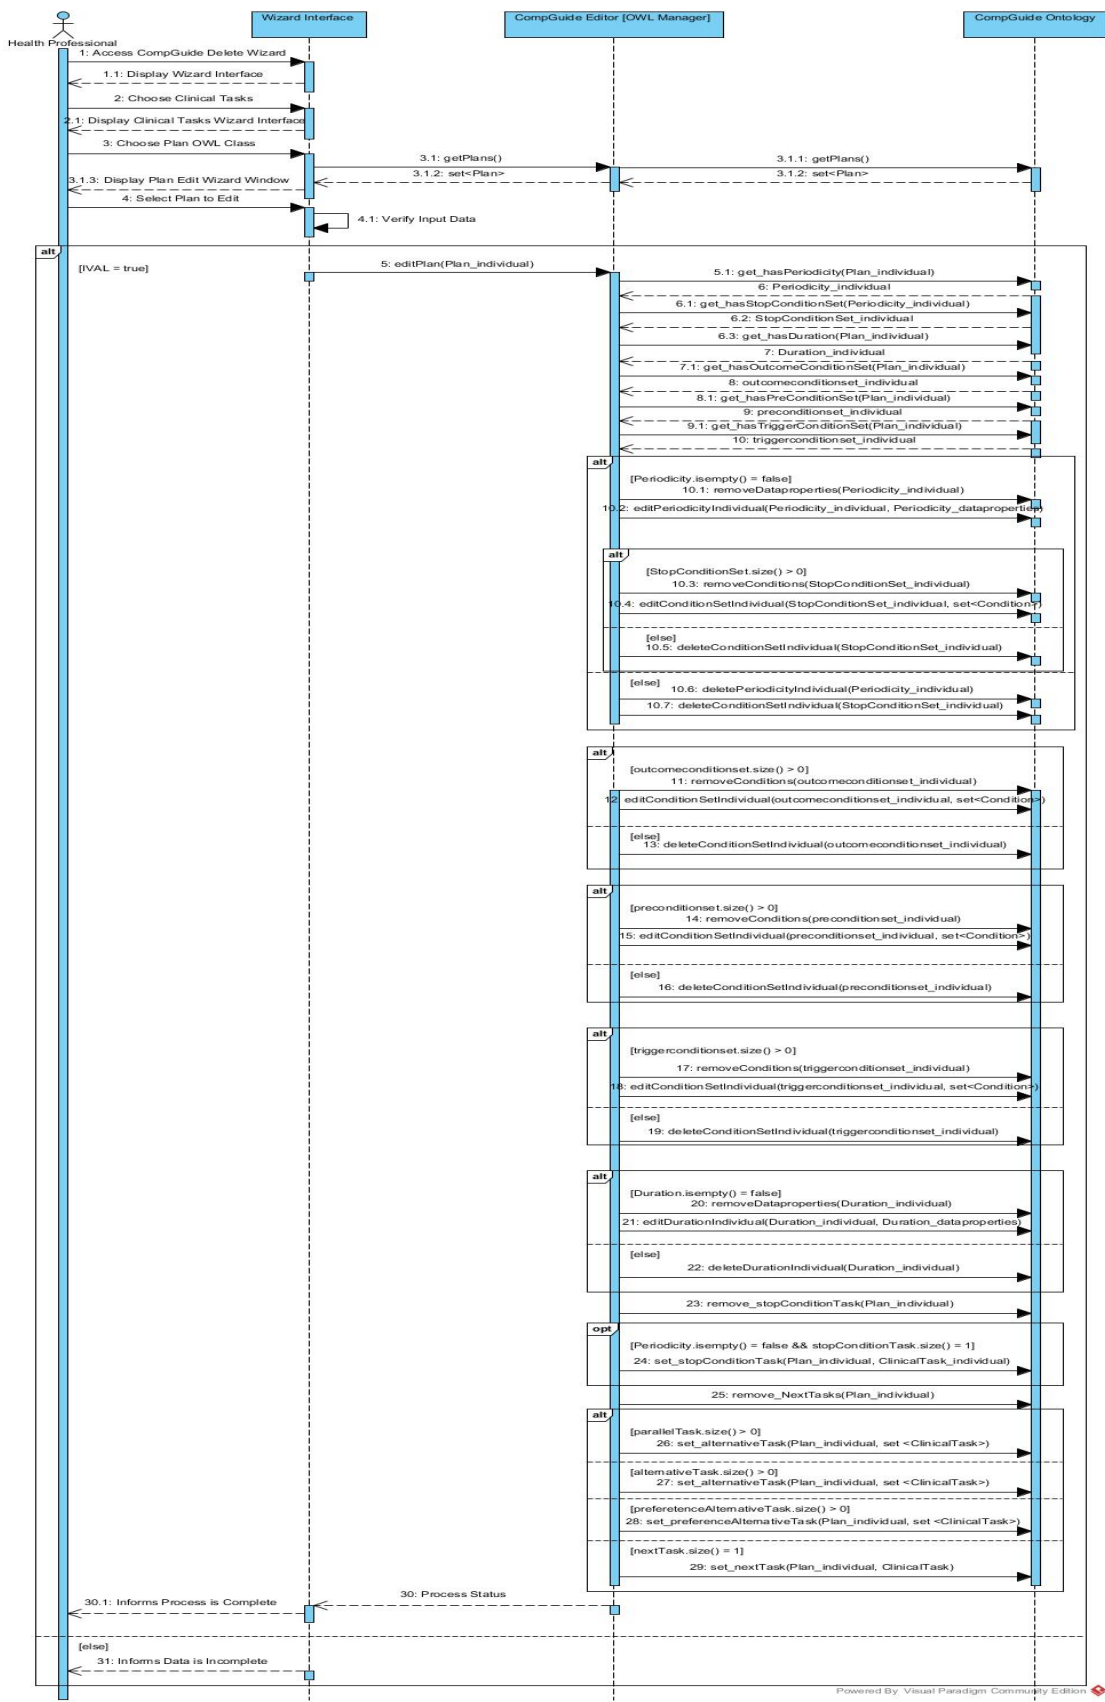 Wizard Interface
CompGuide Editor [OWL Manager]
CompGuide Ontology
Health Professional
1: Access CompGuide Delete Wizard
1.1: Display Wizard Interface
2: Choose Clinical Tasks
2.1: Display Clinical Tasks Wizard Interface
3: Choose Plan OWL Class
3.1: getPlans()
3.1.1: getPlans()
3.1.2: set<Plan>
3.1.2: set<Plan>
3.1.3: Display Plan Edit Wizard Window
4: Select Plan to Edit
4.1: Verify Input Data
alt
[IVAL = true]
5: editPlan(Plan_individual)
5.1: get_hasPeriodicity(Plan_individual)
6: Periodicity_individual
6.1: get_hasStopConditionSet(Periodicity_individual)
6.2: StopConditionSet_individual
6.3: get_hasDuration(Plan_individual)
7: Duration_individual
7.1: get_hasOutcomeConditionSet(Plan_individual)
8: outcomeconditionset_individual
8.1: get_hasPreConditionSet(Plan_individual)
9: preconditionset_individual
9.1: get_hasTriggerConditionSet(Plan_individual)
10: triggerconditionset_individual
alt
[Periodicity.isempty() = false]
10.1: removeDataproperties(Periodicity_individual)
10.2: editPeriodicityIndividual(Periodicity_individual, Periodicity_dataproperties)
alt
[StopConditionSet.size() > 0]
10.3: removeConditions(StopConditionSet_individual)
10.4: editConditionSetIndividual(StopConditionSet_individual, set<Condition>)
[else]
10.5: deleteConditionSetIndividual(StopConditionSet_individual)
[else]
10.6: deletePeriodicityIndividual(Periodicity_individual)
10.7: deleteConditionSetIndividual(StopConditionSet_individual)
alt
[outcomeconditionset.size() > 0]
11: removeConditions(outcomeconditionset_individual)
12: editConditionSetIndividual(outcomeconditionset_individual, set<Condition>)
[else]
13: deleteConditionSetIndividual(outcomeconditionset_individual)
alt
[preconditionset.size() > 0]
14: removeConditions(preconditionset_individual)
15: editConditionSetIndividual(preconditionset_individual, set<Condition>)
[else]
16: deleteConditionSetIndividual(preconditionset_individual)
alt
[triggerconditionset.size() > 0]
17: removeConditions(triggerconditionset_individual)
18: editConditionSetIndividual(triggerconditionset_individual, set<Condition>)
[else]
19: deleteConditionSetIndividual(triggerconditionset_individual)
alt
[Duration.isempty() = false]
20: removeDataproperties(Duration_individual)
21: editDurationIndividual(Duration_individual, Duration_dataproperties)
[else]
22: deleteDurationIndividual(Duration_individual)
23: remove_stopConditionTask(Plan_individual)
opt
[Periodicity.isempty() = false && stopConditionTask.size() = 1]
24: set_stopConditionTask(Plan_individual, ClinicalTask_individual)
25: remove_NextTasks(Plan_individual)
alt
[parallelTask.size() > 0]
26: set_alternativeTask(Plan_individual, set <ClinicalTask>)
[alternativeTask.size() > 0]
27: set_alternativeTask(Plan_individual, set <ClinicalTask>)
[preferetenceAlternativeTask.size() > 0]
28: set_preferenceAlternativeTask(Plan_individual, set <ClinicalTask>)
[nextTask.size() = 1]
29: set_nextTask(Plan_individual, ClinicalTask)
30: Process Status
30.1: Informs Process is Complete
[else]
31: Informs Data is Incomplete
Powered By Visual Paradigm Community Edition